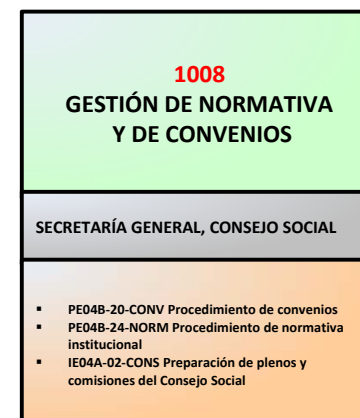 1008
GESTIÓN DE NORMATIVA
Y DE CONVENIOS
SECRETARÍA GENERAL, CONSEJO SOCIAL
▪ PE04B-20-CONV Procedimiento de convenios
▪ PE04B-24-NORM Procedimiento de normativa
institucional
▪ IE04A-02-CONS Preparación de plenos y
comisiones del Consejo Social